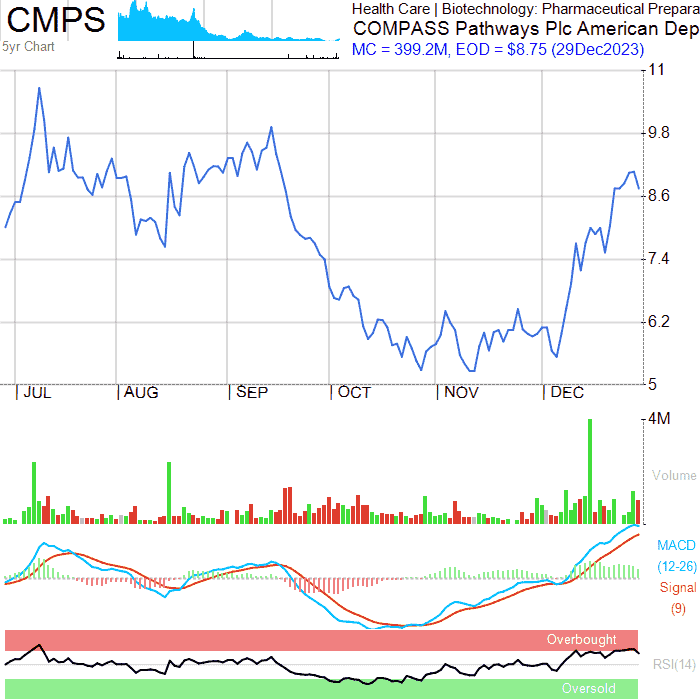 CMPS
5yr Chart
Health Care | Biotechnology: Pharmaceutical Prepara
COMPASS Pathways Plc American Dep
MC = 399.2M, EOD = $8.75 (29Dec2023)
11
9.8
8.6
7.4
6.2
5
JUL AUG SEP OCT NOV DEC
4M
Volume
MACD
(12-26)
Signal
(9)
Overbought
RSI(14)
Oversold